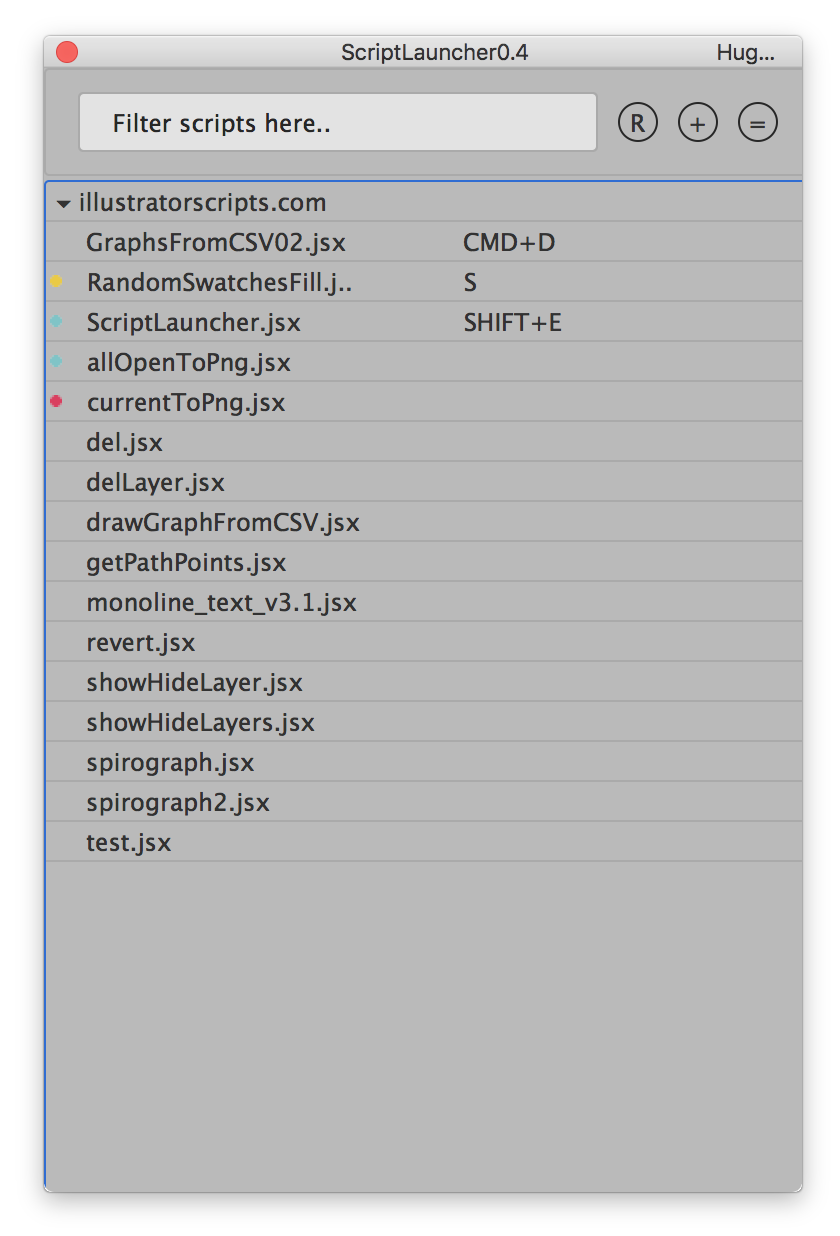 ScriptLauncher0.4 Hug...
Filter scripts here.. R + =
illustratorscripts.com
GraphsFromCSV02.jsx CMD+D
RandomSwatchesFill.j.. S
ScriptLauncher.jsx SHIFT+E
allOpenToPng.jsx
currentToPng.jsx
del.jsx
delLayer.jsx
drawGraphFromCSV.jsx
getPathPoints.jsx
monoline_text_v3.1.jsx
revert.jsx
showHideLayer.jsx
showHideLayers.jsx
spirograph.jsx
spirograph2.jsx
test.jsx